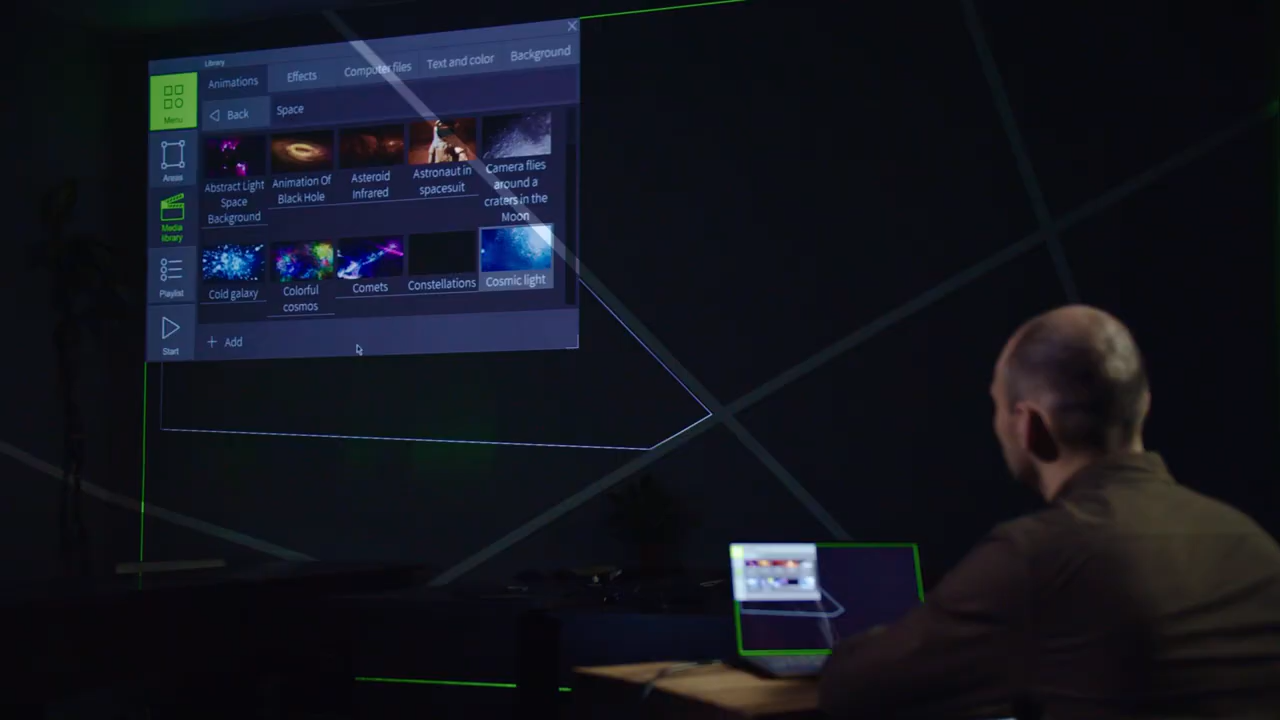 Library
Animations
Effects
Computer files
Text and color
Background
Menu
Back
Space
Areas
Abstract Light
Space
Background
Animation Of
Black Hole
Asteroid
Infrared
Astronaut in
spacesuit
Camera flies
around a
craters in the
Moon
Media
library
Cold galaxy
Colorful
cosmos
Comets
Constellations
Cosmic light
Playlist
Start
+ Add